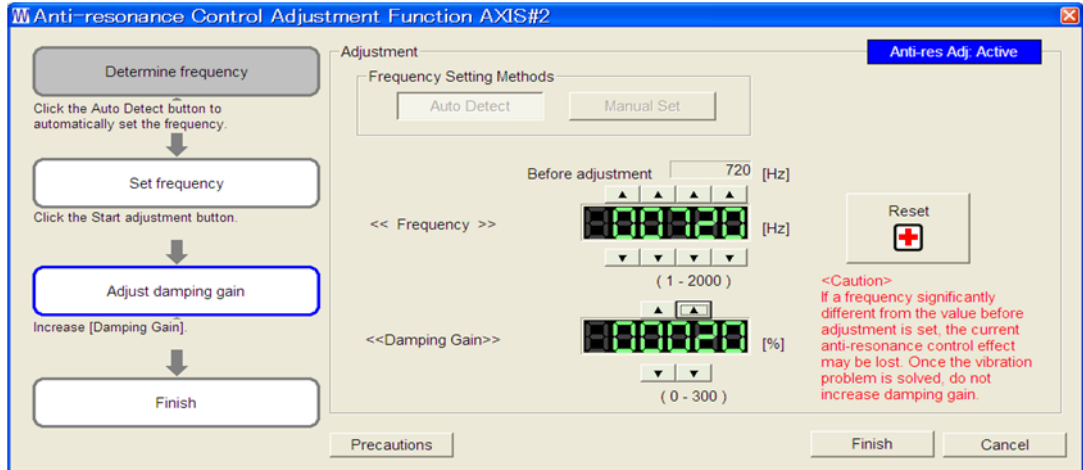 Anti-resonance Control Adjustment Function AXIS#2
Determine frequency
Click the Auto Detect button to
automatically set the frequency.
Set frequency
Click the Start adjustment button.
Adjust damping gain
Increase [Damping Gain].
Finish
Adjustment
Anti-res Adj: Active
Frequency Setting Methods
Auto Detect
Manual Set
Before adjustment 720 [Hz]
<< Frequency >> 00720 [Hz]
( 1 - 2000 )
<<Damping Gain>> 00020 [%]
( 0 - 300 )
Reset
<Caution>
If a frequency significantly
different from the value before
adjustment is set, the current
anti-resonance control effect
may be lost. Once the vibration
problem is solved, do not
increase damping gain.
Precautions
Finish
Cancel